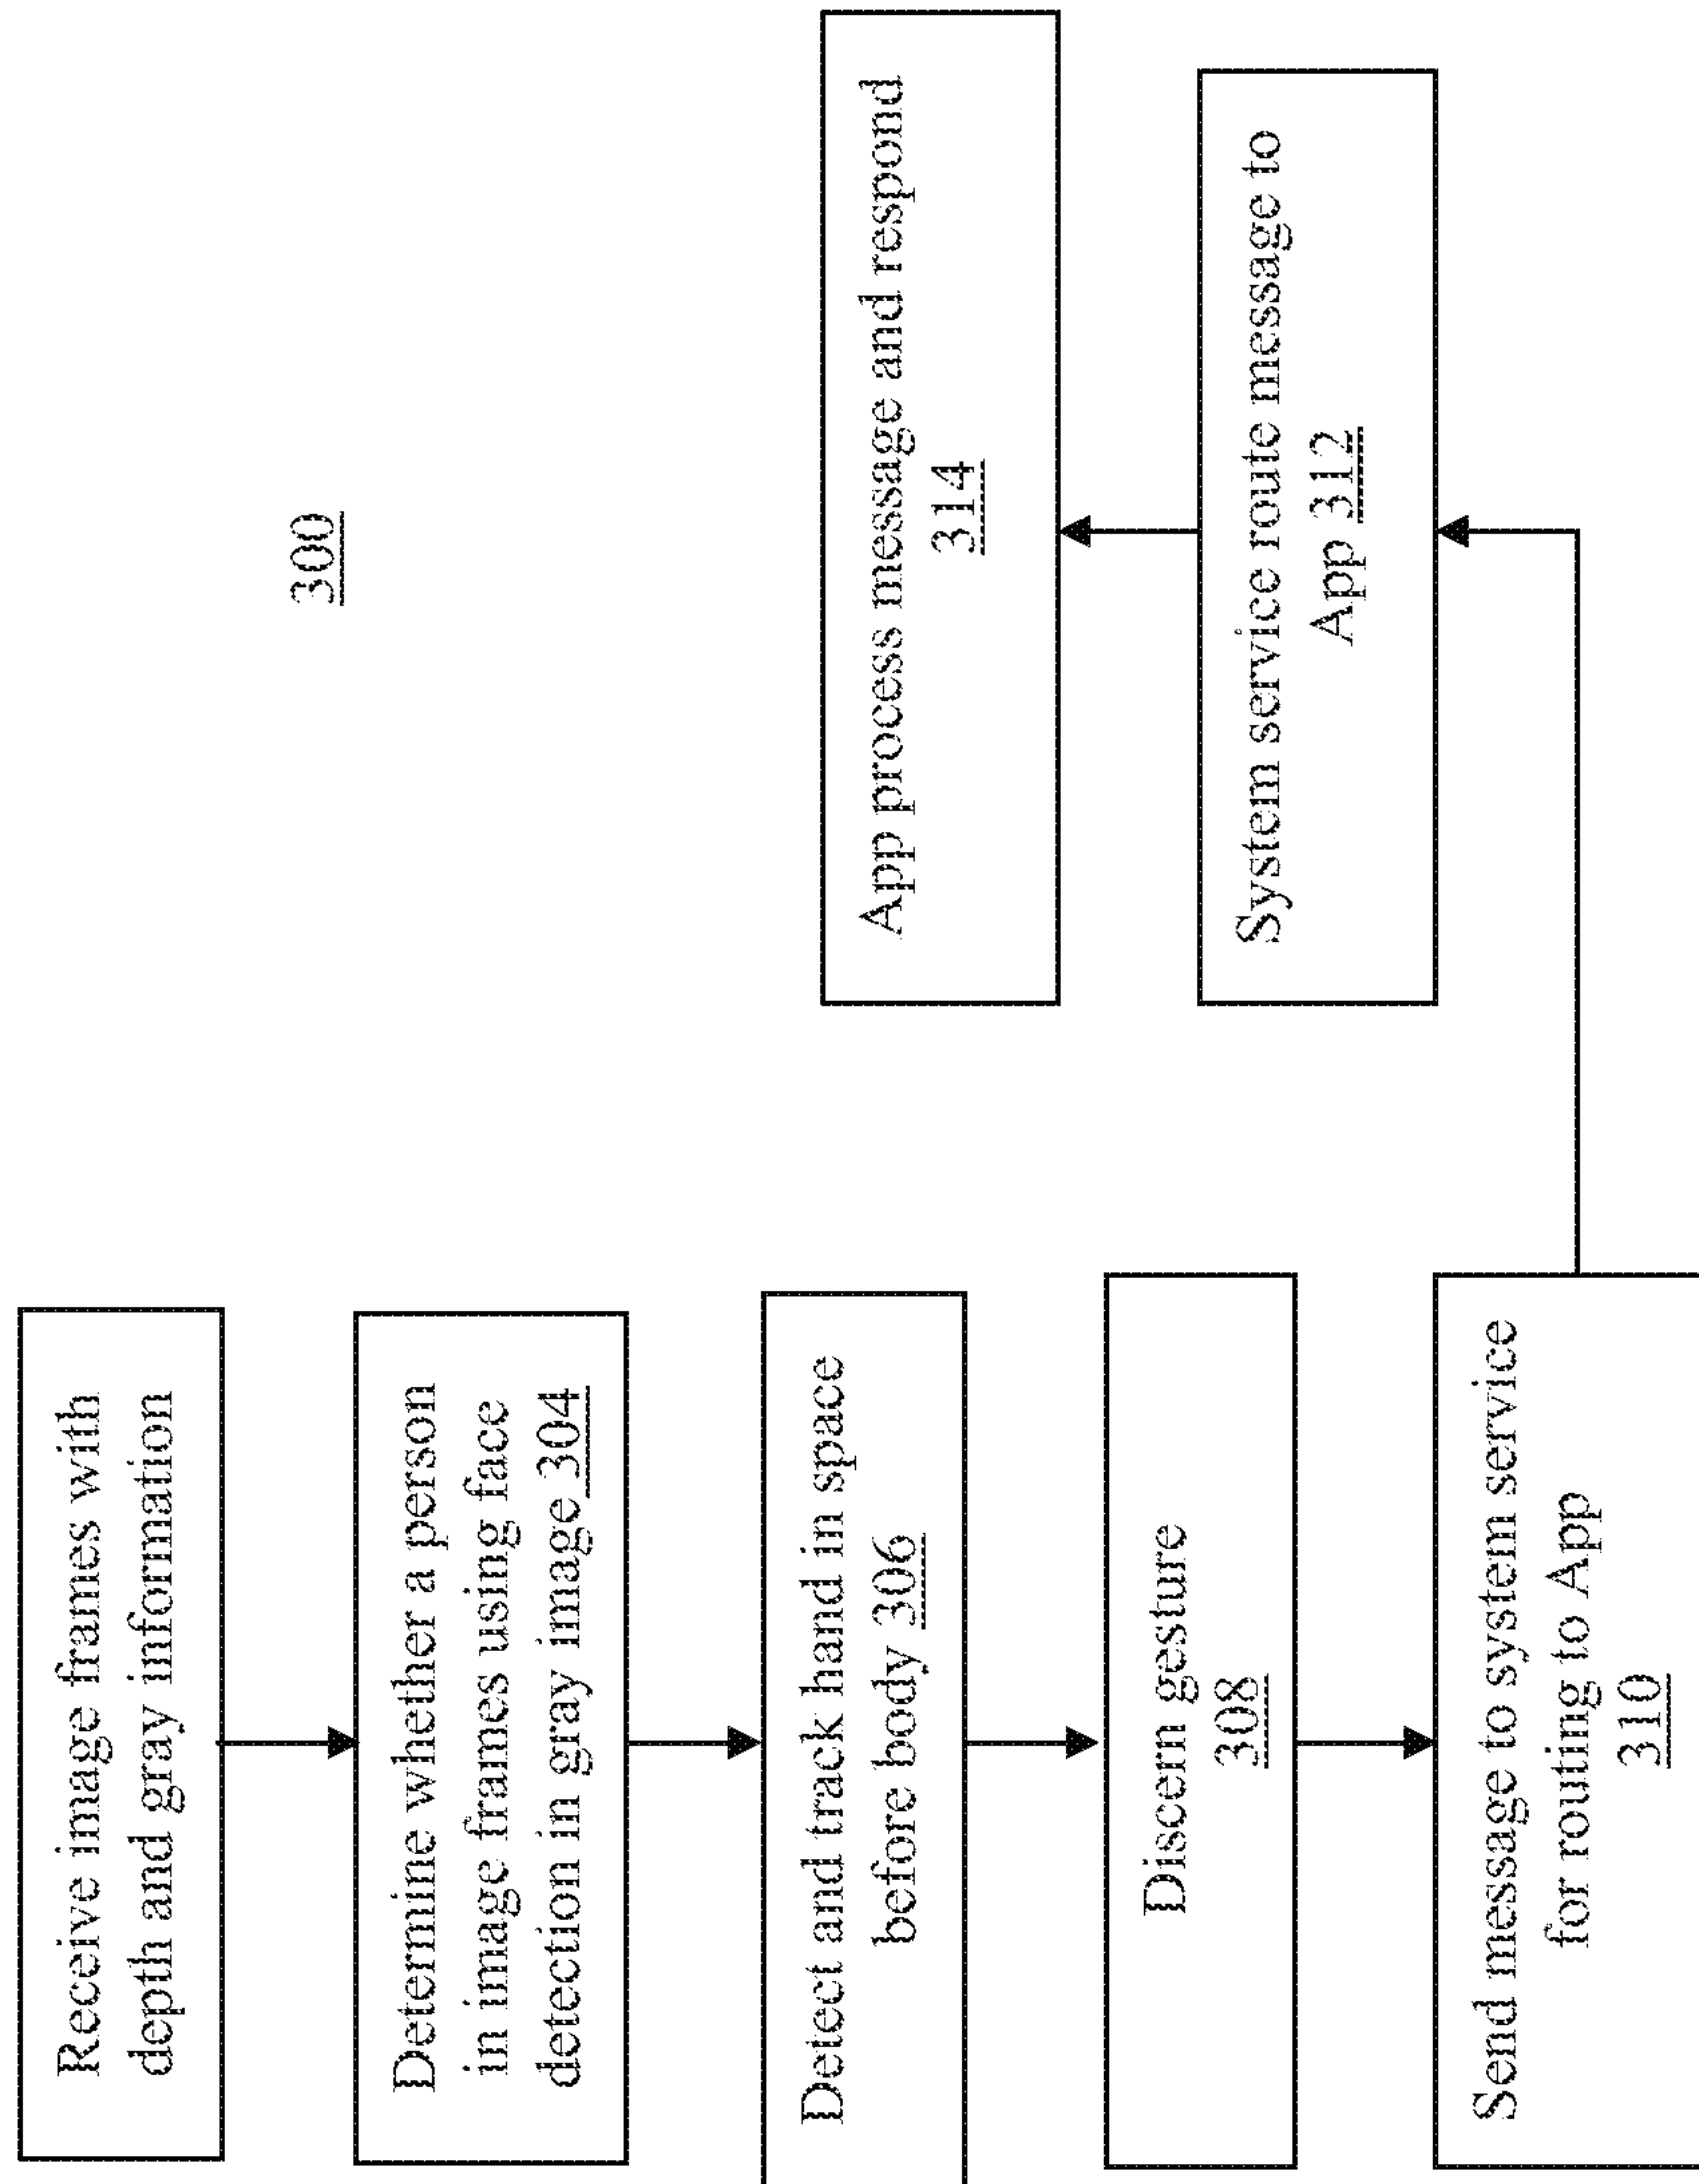 300
Receive image frames with
depth and gray information
Determine whether a person
in image frames using face
detection in gray image 304
Detect and track hand in space
before body 306
Discern gesture
308
Send message to system service
for routing to App
310
System service route message to
App 312
App process message and respond
314